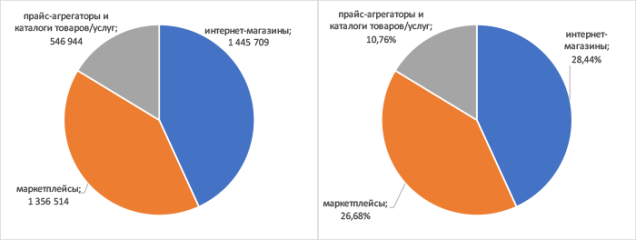 прайс-агрегаторы и
каталоги товаров/услуг;
546 944
интернет-магазины;
1 445 709
маркетплейсы;
1 356 514
прайс-агрегаторы и
каталоги товаров/услуг;
10,76%
интернет-
магазины;
28,44%
маркетплейсы;
26,68%